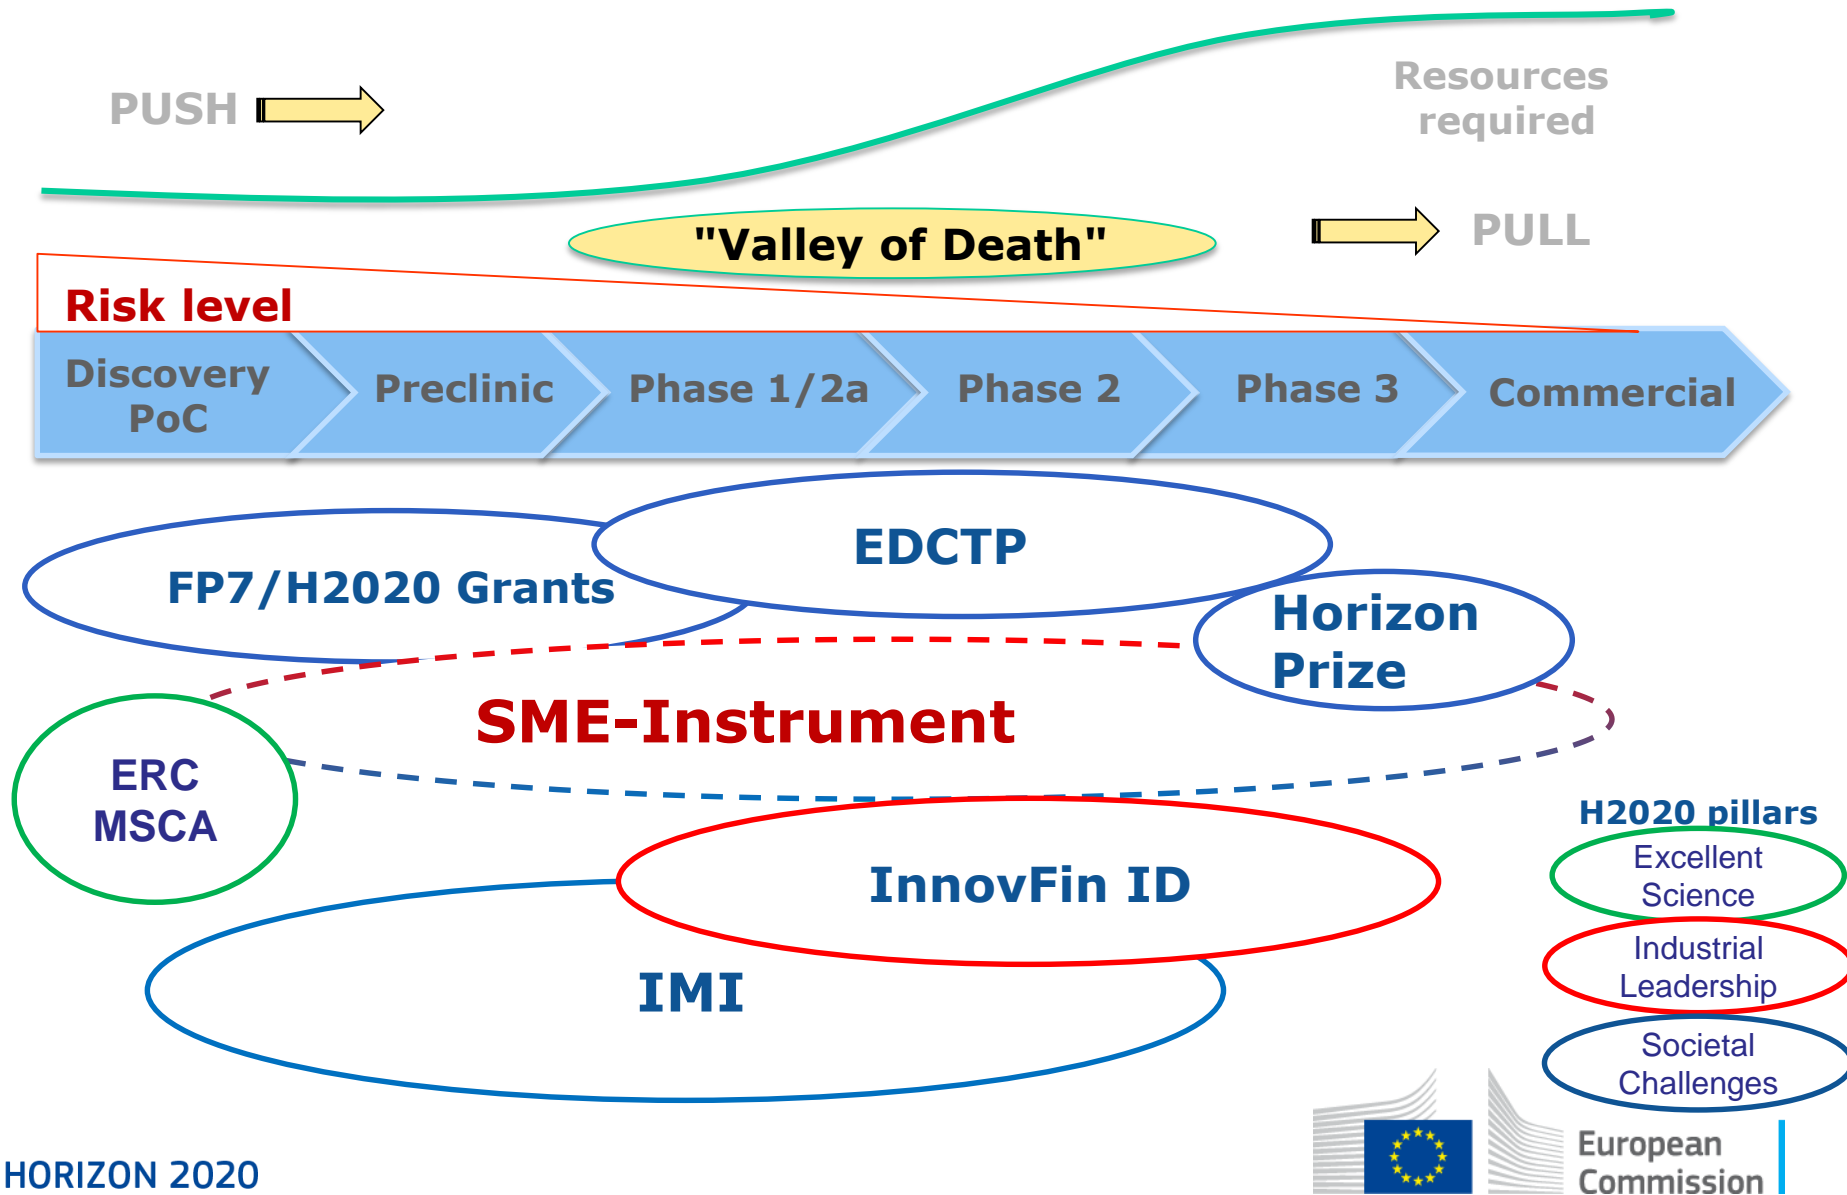 PUSH
Resources
required
"Valley of Death"
PULL
Risk level
Discovery
PoC
Preclinic
Phase 1/2a
Phase 2
Phase 3
Commercial
EDCTP
FP7/H2020 Grants
Horizon
Prize
SME-Instrument
ERC
MSCA
H2020 pillars
Excellent
Science
InnovFin ID
Industrial
Leadership
IMI
Societal
Challenges
HORIZON 2020
European
Commission